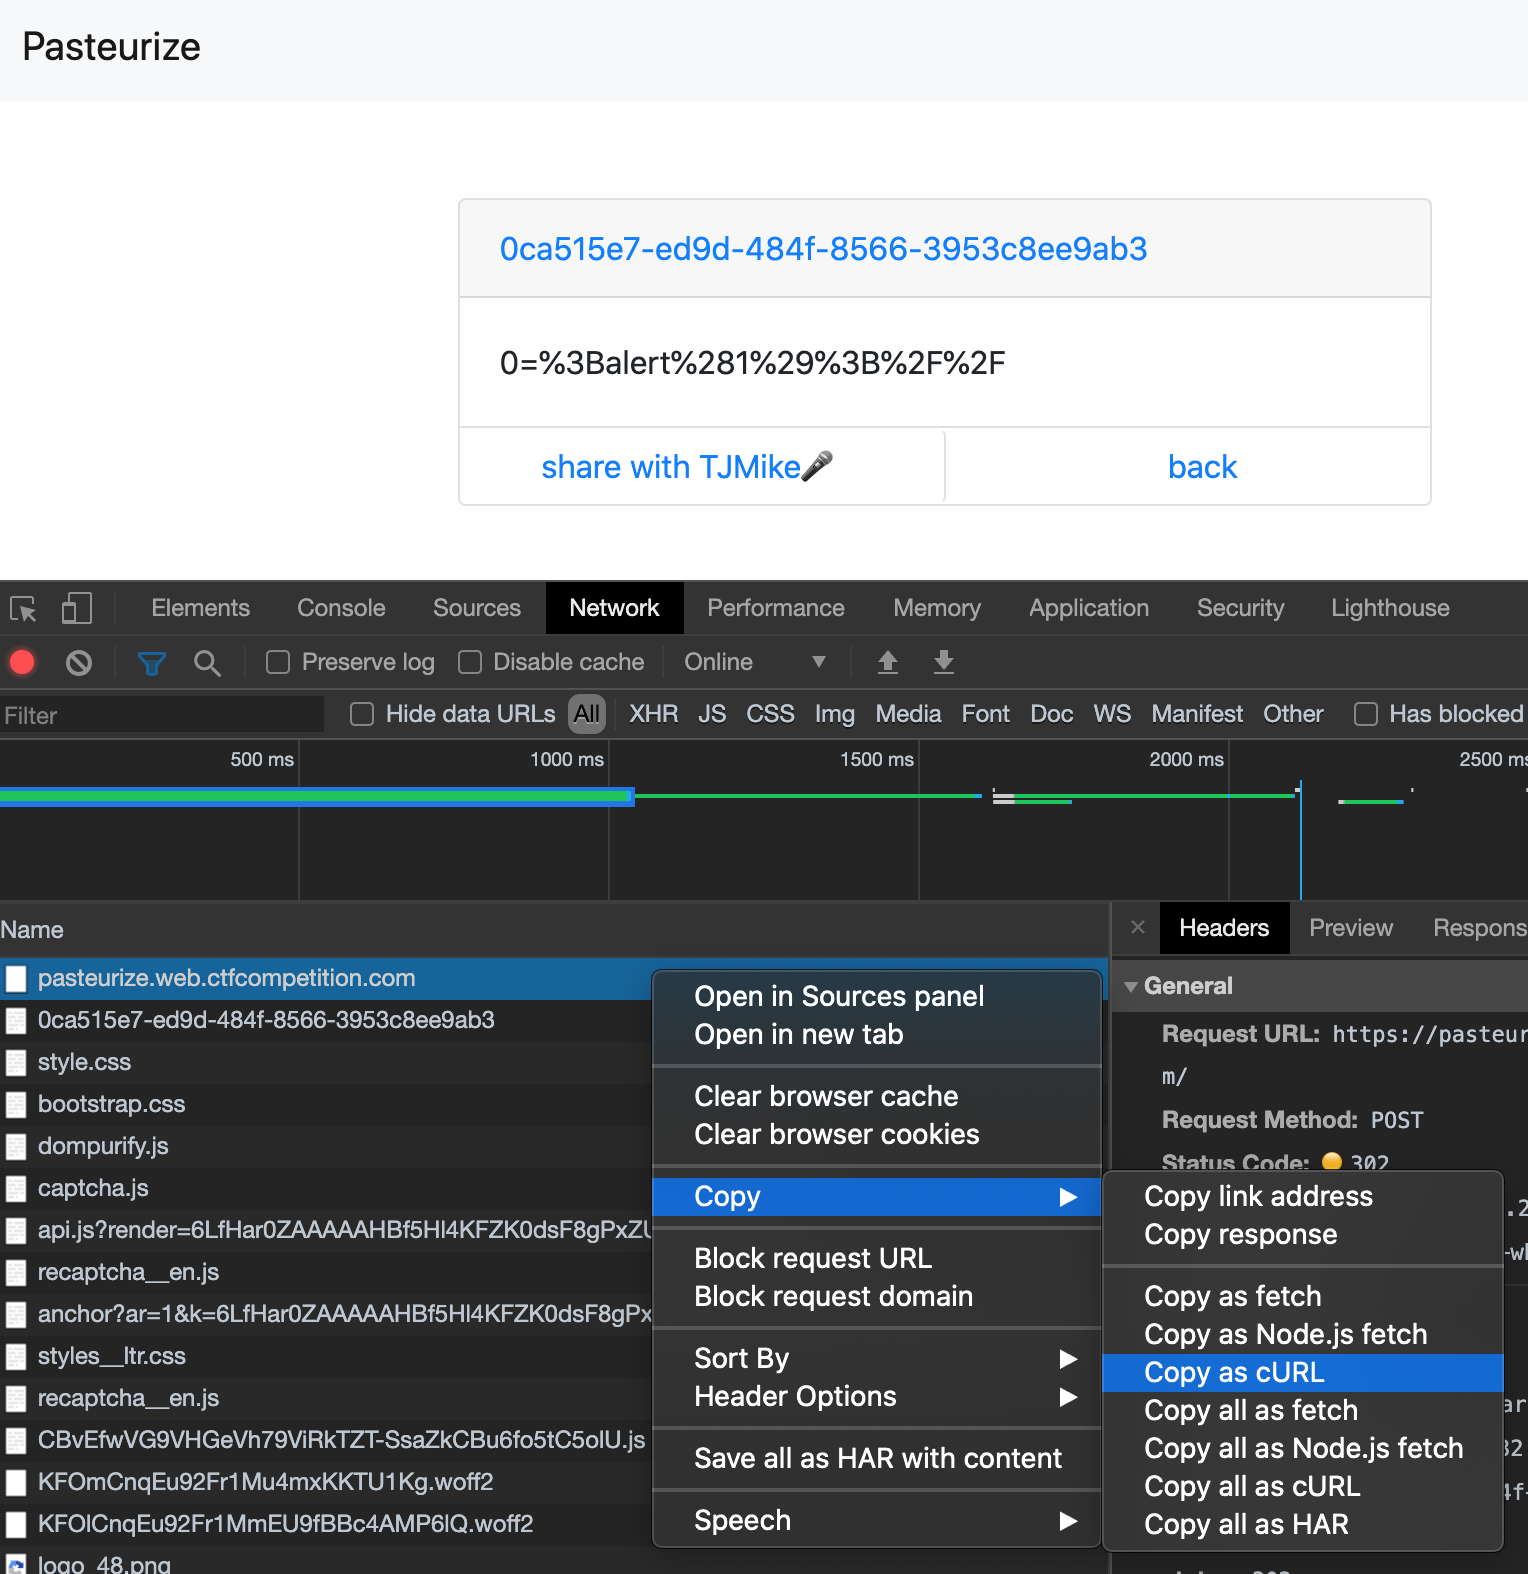 Pasteurize
0ca515e7-ed9d-484f-8566-3953c8ee9ab3
0=%3Balert%281%29%3B%2F%2F
share with TJMike🎤 back
Elements Console Sources Network Performance Memory Application Security Lighthouse
Preserve log Disable cache Online
Filter Hide data URLs All XHR JS CSS Img Media Font Doc WS Manifest Other Has blocked
500 ms 1000 ms 1500 ms 2000 ms 2500 ms
Name
pasteurize.web.ctfcompetition.com
0ca515e7-ed9d-484f-8566-3953c8ee9ab3
style.css
bootstrap.css
dompurify.js
captcha.js
api.js?render=6LfHar0ZAAAAAHBf5Hl4KFZK0dsF8gPxZU
recaptcha__en.js
anchor?ar=1&k=6LfHar0ZAAAAAHBf5Hl4KFZK0dsF8gPx
styles__ltr.css
recaptcha__en.js
CBvEfwVG9VHGeVh79ViRkTZT-SsaZkCBu6fo5tC5oIU.js
KFOmCnqEu92Fr1Mu4mxKKTU1Kg.woff2
KFOlCnqEu92Fr1MmEU9fBBc4AMP6lQ.woff2
logo_48.png
Open in Sources panel
Open in new tab
Clear browser cache
Clear browser cookies
Copy
Block request URL
Block request domain
Sort By
Header Options
Save all as HAR with content
Speech
× Headers Preview Respons
General
Request URL: https://pasteur
m/
Request Method: POST
Status Code: 302
Copy link address
Copy response
Copy as fetch
Copy as Node.js fetch
Copy as cURL
Copy all as fetch
Copy all as Node.js fetch
Copy all as cURL
Copy all as HAR